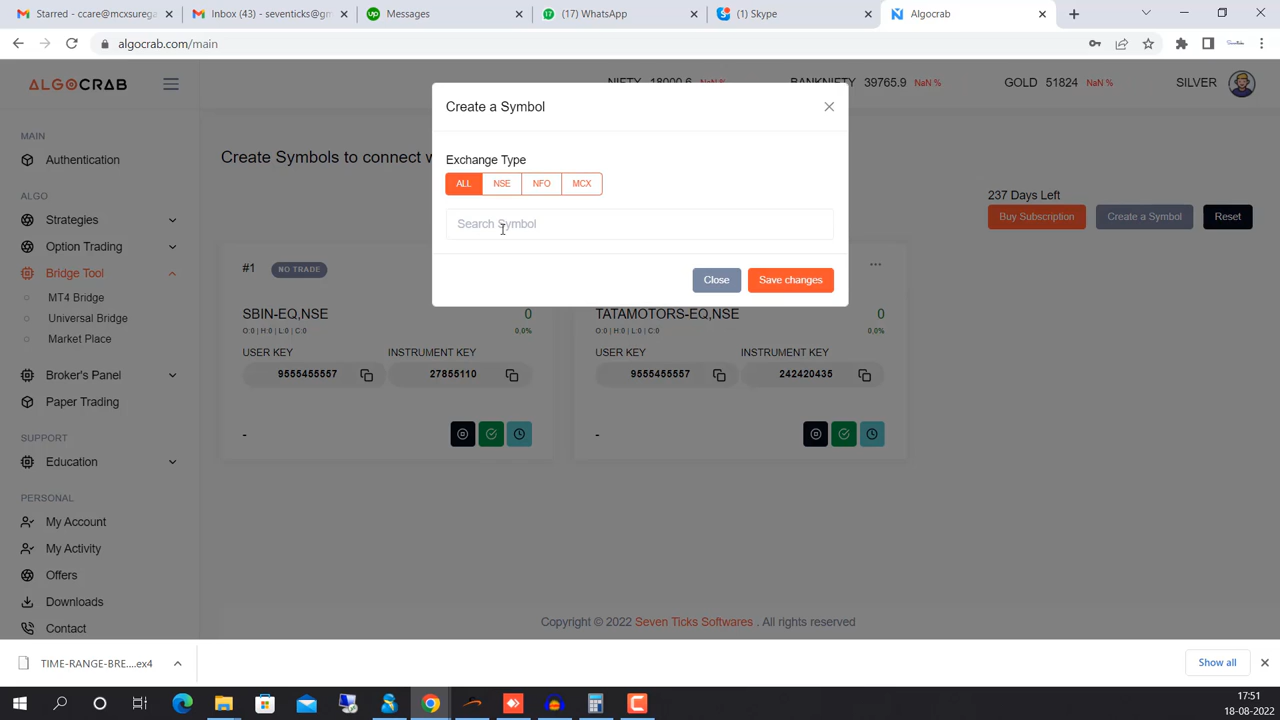 Starred - ccare@mcxsurega
Inbox (43) - seventicks@gm
Messages
(17) WhatsApp
(1) Skype
Algocrab
algocrab.com/main
ALGOCRAB
NIFTY 18000.6 NaN %
BANKNIFTY 39765.9 NaN %
GOLD 51824 NaN %
SILVER
MAIN
Authentication
ALGO
Strategies
Option Trading
Bridge Tool
MT4 Bridge
Universal Bridge
Market Place
Broker's Panel
Paper Trading
SUPPORT
Education
PERSONAL
My Account
My Activity
Offers
Downloads
Contact
Create Symbols to connect w
237 Days Left
Buy Subscription
Create a Symbol
Reset
Create a Symbol
Exchange Type
ALL NSE NFO MCX
Search Symbol
Close
Save changes
#1 NO TRADE
SBIN-EQ,NSE 0
O:0 | H:0 | L:0 | C:0 0.0%
USER KEY INSTRUMENT KEY
9555455557 27855110
-
TATAMOTORS-EQ,NSE 0
O:0 | H:0 | L:0 | C:0 0.0%
USER KEY INSTRUMENT KEY
9555455557 242420435
-
Copyright © 2022 Seven Ticks Softwares . All rights reserved
TIME-RANGE-BRE....ex4
Show all
17:51
18-08-2022